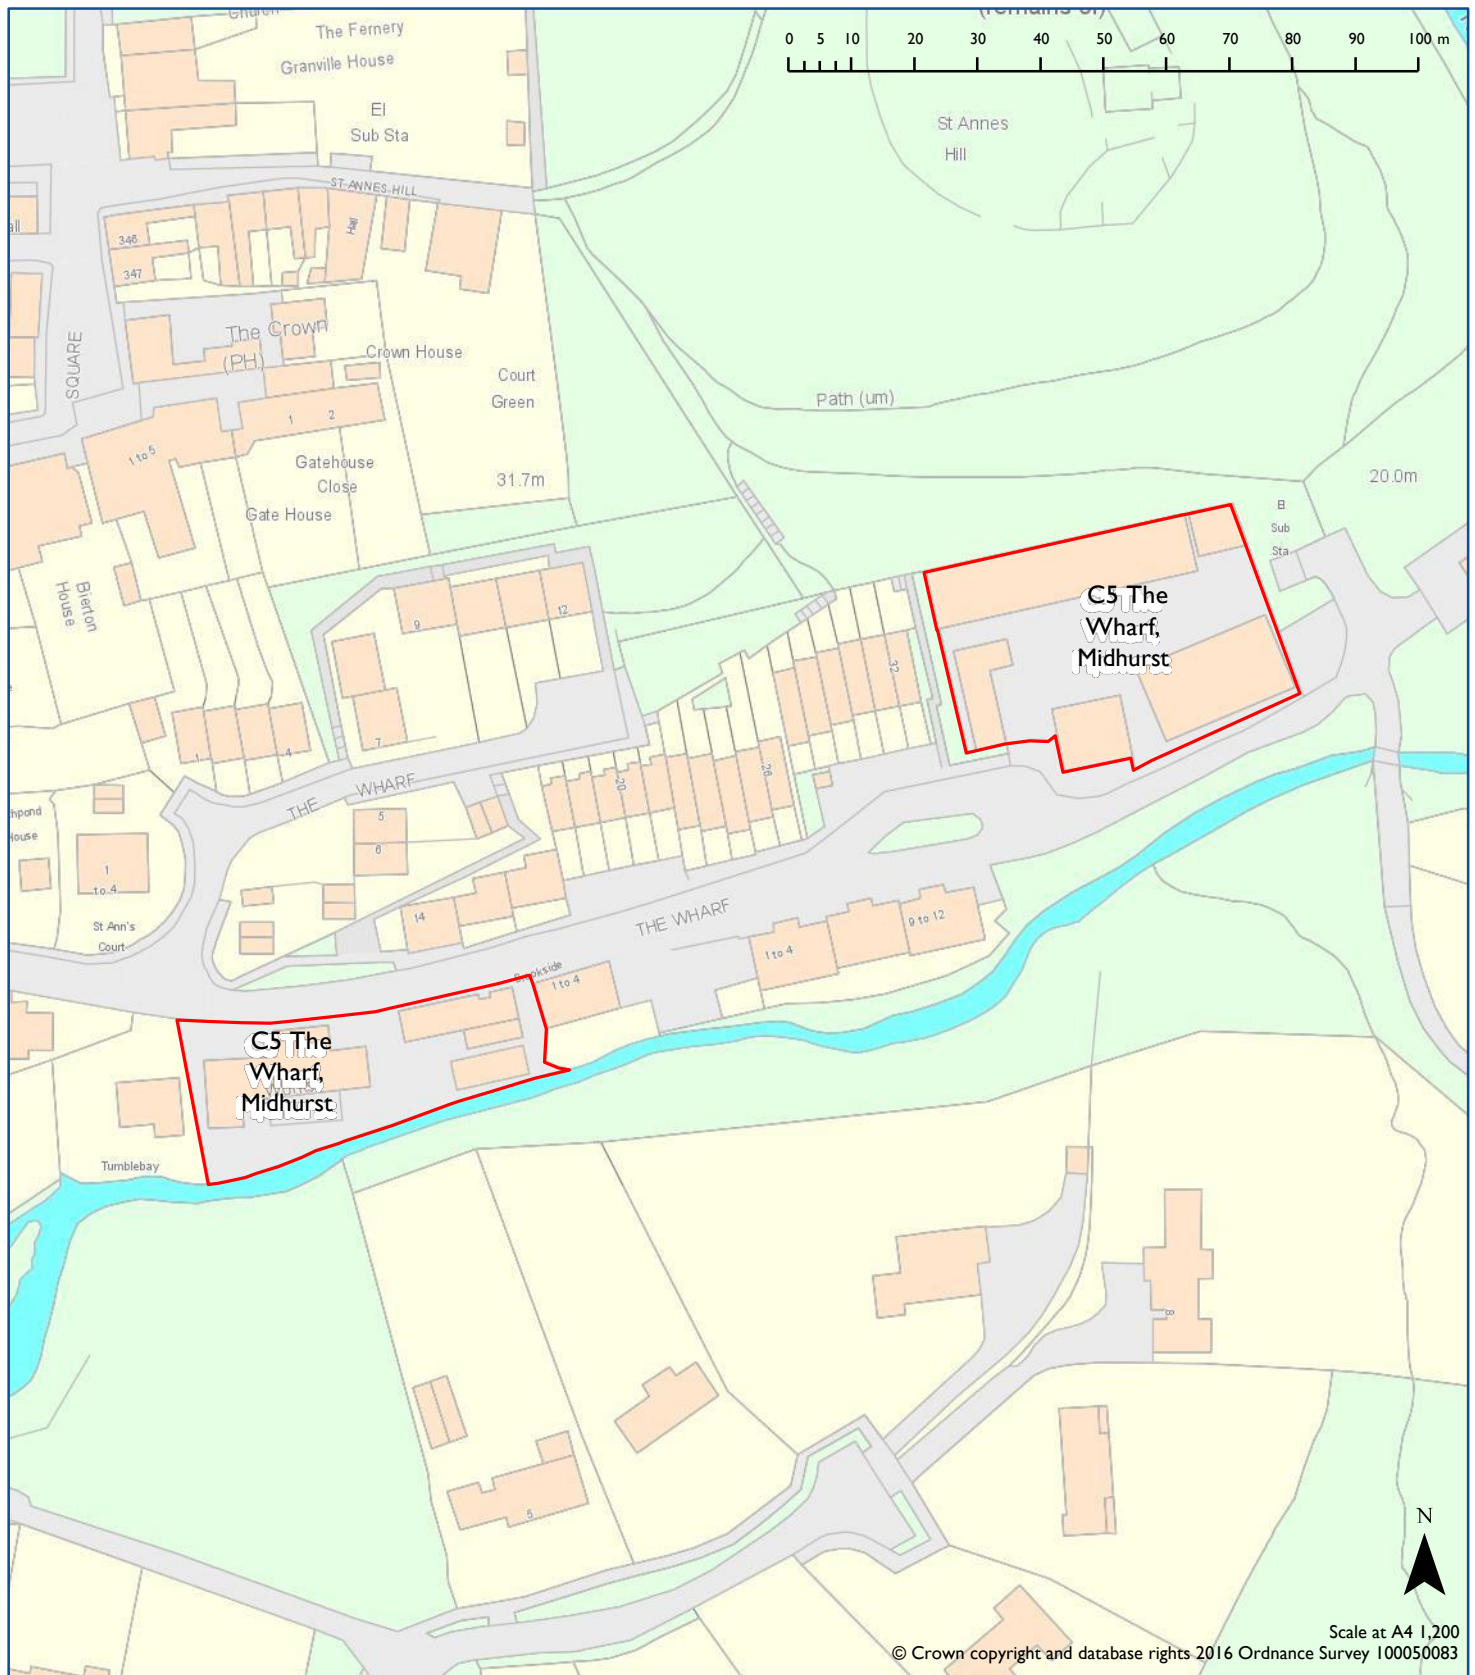 (remains of)
The Fernery
Granville House
El
Sub Sta
0 5 10 20 30 40 50 60 70 80 90 100 m
St Annes
Hill
ST ANNES HILL
Hall
346
347
SQUARE
The Crown
(PH)
Crown House
Court
Green
Path (um)
1 2
1 to 5
Gatehouse
Close
Gate House
31.7m
20.0m
El
Sub
Sta
Bierton
House
9
12
7
32
C5 The
Wharf,
Midhurst
1
4
THE WHARF
20
26
5
6
1
to 4
St Ann's
Court
14
THE WHARF
1 to 4
9 to 12
Brookside
1 to 4
C5 The
Wharf,
Midhurst
Tumblebay
8
5
N
Scale at A4 1,200
© Crown copyright and database rights 2016 Ordnance Survey 100050083